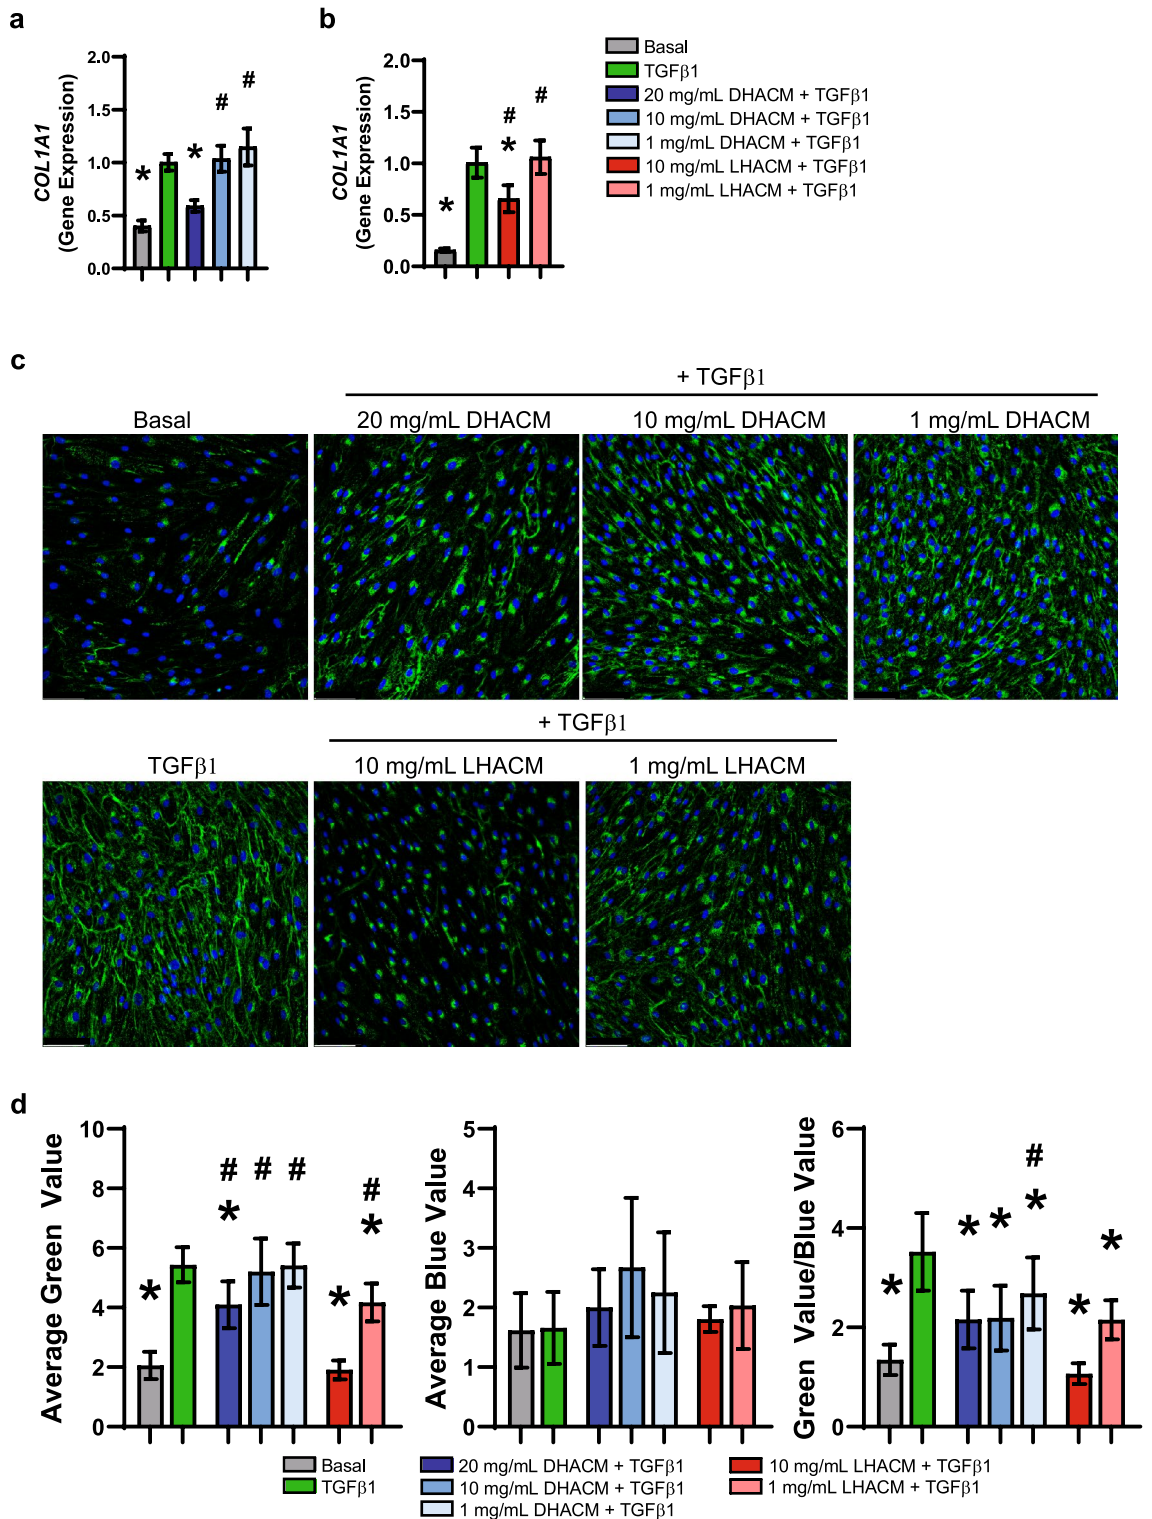 a
b
2.0
1.5
1.0
0.5
0.0
COL1A1
(Gene Expression)
*
*
#
#
2.0
1.5
1.0
0.5
0.0
COL1A1
(Gene Expression)
*
#
*
#
Basal
TGFβ1
20 mg/mL DHACM + TGFβ1
10 mg/mL DHACM + TGFβ1
1 mg/mL DHACM + TGFβ1
10 mg/mL LHACM + TGFβ1
1 mg/mL LHACM + TGFβ1
c
+ TGFβ1
Basal
20 mg/mL DHACM
10 mg/mL DHACM
1 mg/mL DHACM
+ TGFβ1
TGFβ1
10 mg/mL LHACM
1 mg/mL LHACM
d
10
8
6
4
2
0
Average Green Value
*
#
*
#
#
*
#
*
5
4
3
2
1
0
Average Blue Value
6
4
2
0
Green Value/Blue Value
*
*
*
#
*
*
*
Basal
TGFβ1
20 mg/mL DHACM + TGFβ1
10 mg/mL DHACM + TGFβ1
1 mg/mL DHACM + TGFβ1
10 mg/mL LHACM + TGFβ1
1 mg/mL LHACM + TGFβ1